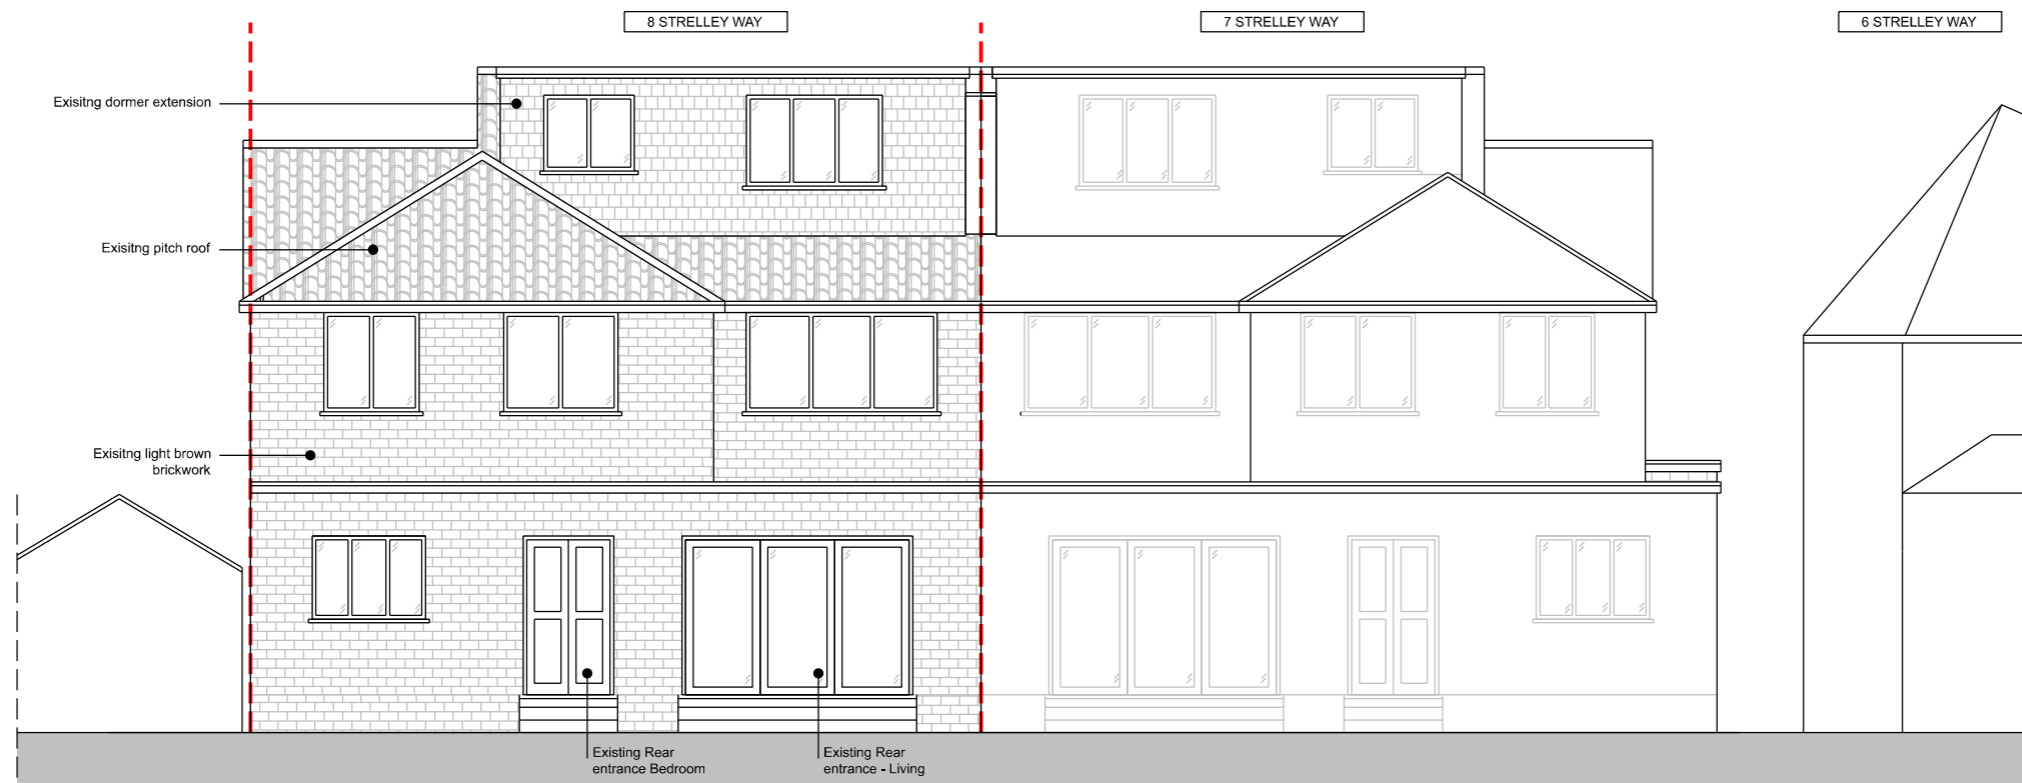 8 STRELLEY WAY
7 STRELLEY WAY
6 STRELLEY WAY
Exisitng dormer extension
Exisitng pitch roof
Exisitng light brown
brickwork
Existing Rear
entrance Bedroom
Existing Rear
entrance - Living